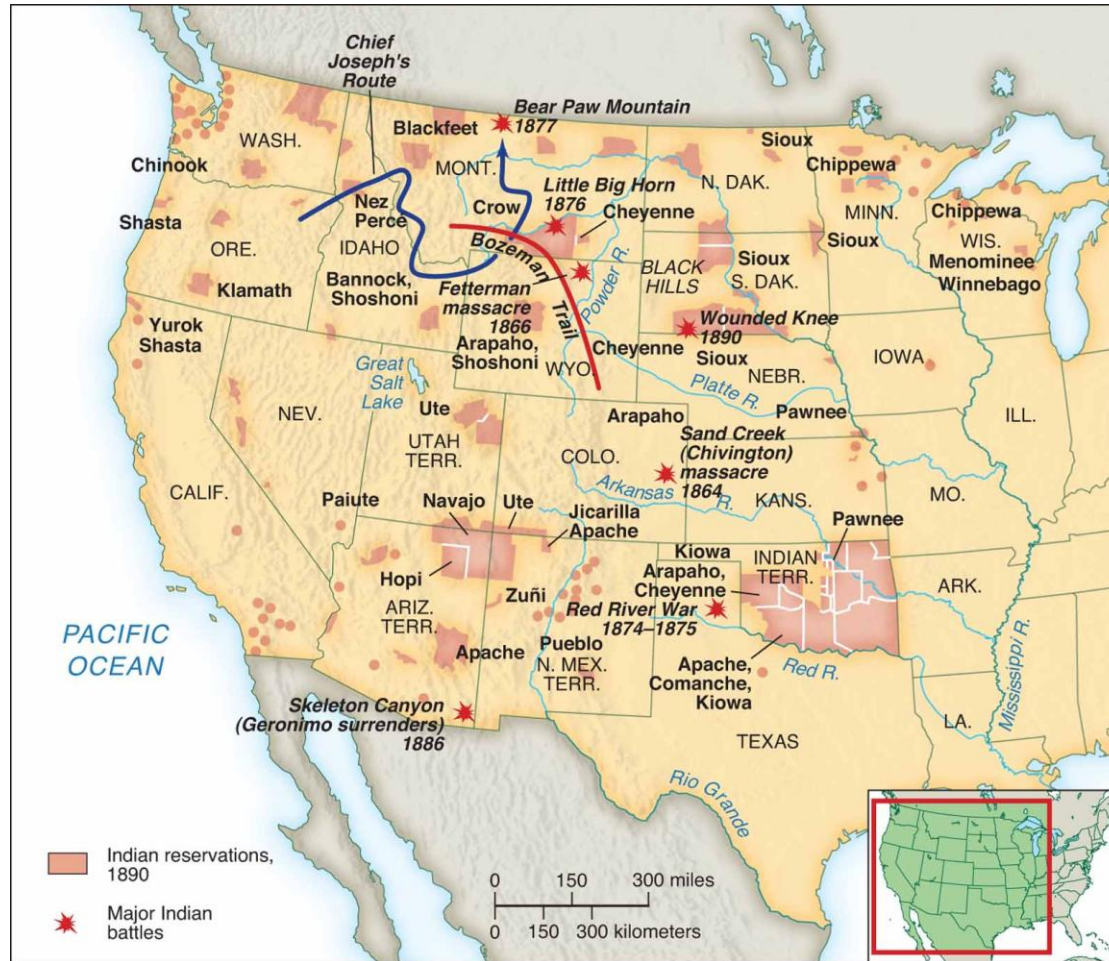 Chief
Joseph's
Route
Bear Paw Mountain
1877
Blackfeet
WASH.
MONT.
Chinook
Sioux
Chippewa
N. DAK.
Little Big Horn
1876
Cheyenne
Crow
Nez
Perce
MINN.
Chippewa
Shasta
ORE.
IDAHO
Bozeman
Trail
Powder R.
BLACK
HILLS
Sioux
S. DAK.
Sioux
WIS.
Menominee
Winnebago
Klamath
Bannock,
Shoshoni
Fetterman
massacre
1866
Arapaho,
Shoshoni
WYO.
Wounded Knee
1890
Cheyenne
Sioux
NEBR.
IOWA
Yurok
Shasta
Great
Salt
Lake
Platte R.
NEV.
Ute
UTAH
TERR.
Arapaho
Pawnee
ILL.
COLO.
Sand Creek
(Chivington)
massacre
1864
Arkansas R.
KANS.
MO.
CALIF.
Paiute
Navajo
Ute
Jicarilla
Apache
Pawnee
Hopi
Zuñi
Kiowa
Arapaho,
Cheyenne
INDIAN
TERR.
ARK.
ARIZ.
TERR.
Red River War
1874–1875
PACIFIC
OCEAN
Apache
Pueblo
N. MEX.
TERR.
Apache,
Comanche,
Kiowa
Red R.
Mississippi R.
Skeleton Canyon
(Geronimo surrenders)
1886
TEXAS
LA.
Rio Grande
Indian reservations,
1890
Major Indian
battles
0 150 300 miles
0 150 300 kilometers